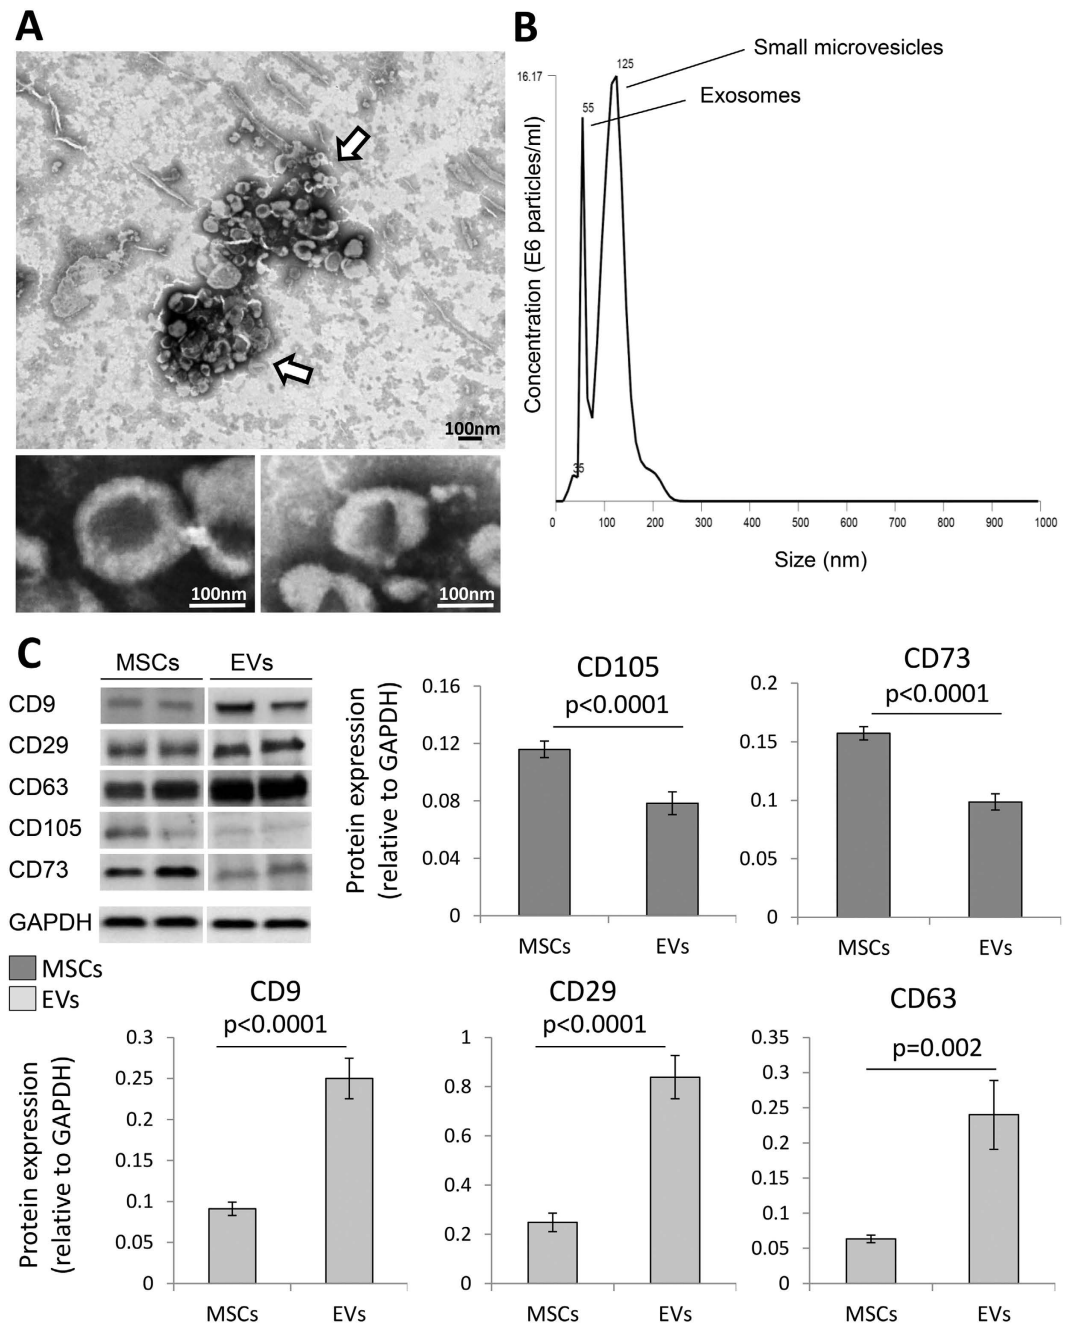 A
100nm
100nm
100nm
B
Small microvesicles
Exosomes
16.17
125
55
35
Concentration (E6 particles/ml)
0 100 200 300 400 500 600 700 800 900 1000
Size (nm)
C
MSCs EVs
CD9
CD29
CD63
CD105
CD73
GAPDH
MSCs
EVs
CD105
p<0.0001
Protein expression
(relative to GAPDH)
0.16
0.12
0.08
0.04
0
MSCs EVs
CD73
p<0.0001
0.2
0.15
0.1
0.05
0
MSCs EVs
CD9
p<0.0001
Protein expression
(relative to GAPDH)
0.3
0.25
0.2
0.15
0.1
0.05
0
MSCs EVs
CD29
p<0.0001
1
0.8
0.6
0.4
0.2
0
MSCs EVs
CD63
p=0.002
0.35
0.3
0.25
0.2
0.15
0.1
0.05
0
MSCs EVs